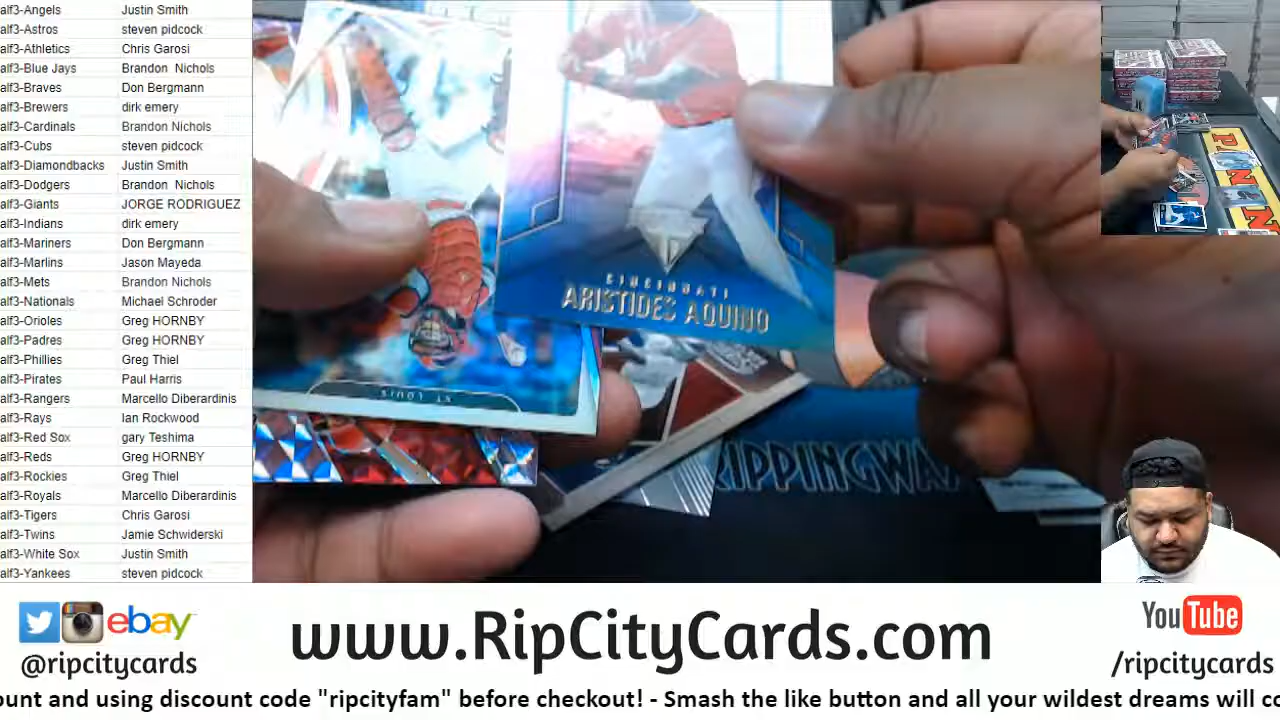 alf3-Angels Justin Smith
alf3-Astros steven pidcock
alf3-Athletics Chris Garosi
alf3-Blue Jays Brandon Nichols
alf3-Braves Don Bergmann
alf3-Brewers dirk emery
alf3-Cardinals Brandon Nichols
alf3-Cubs steven pidcock
alf3-Diamondbacks Justin Smith
alf3-Dodgers Brandon Nichols
alf3-Giants JORGE RODRIGUEZ
alf3-Indians dirk emery
alf3-Mariners Don Bergmann
alf3-Marlins Jason Mayeda
alf3-Mets Brandon Nichols
alf3-Nationals Michael Schroder
alf3-Orioles Greg HORNBY
alf3-Padres Greg HORNBY
alf3-Phillies Greg Thiel
alf3-Pirates Paul Harris
alf3-Rangers Marcello Diberardinis
alf3-Rays Ian Rockwood
alf3-Red Sox gary Teshima
alf3-Reds Greg HORNBY
alf3-Rockies Greg Thiel
alf3-Royals Marcello Diberardinis
alf3-Tigers Chris Garosi
alf3-Twins Jamie Schwiderski
alf3-White Sox Justin Smith
alf3-Yankees steven pidcock
CINCINNATI
ARISTIDES AQUINO
ST. LOUIS
RIPPINGWA
ebay
@ripcitycards
www.RipCityCards.com
YouTube
/ripcitycards
ount and using discount code "ripcityfam" before checkout! - Smash the like button and all your wildest dreams will co